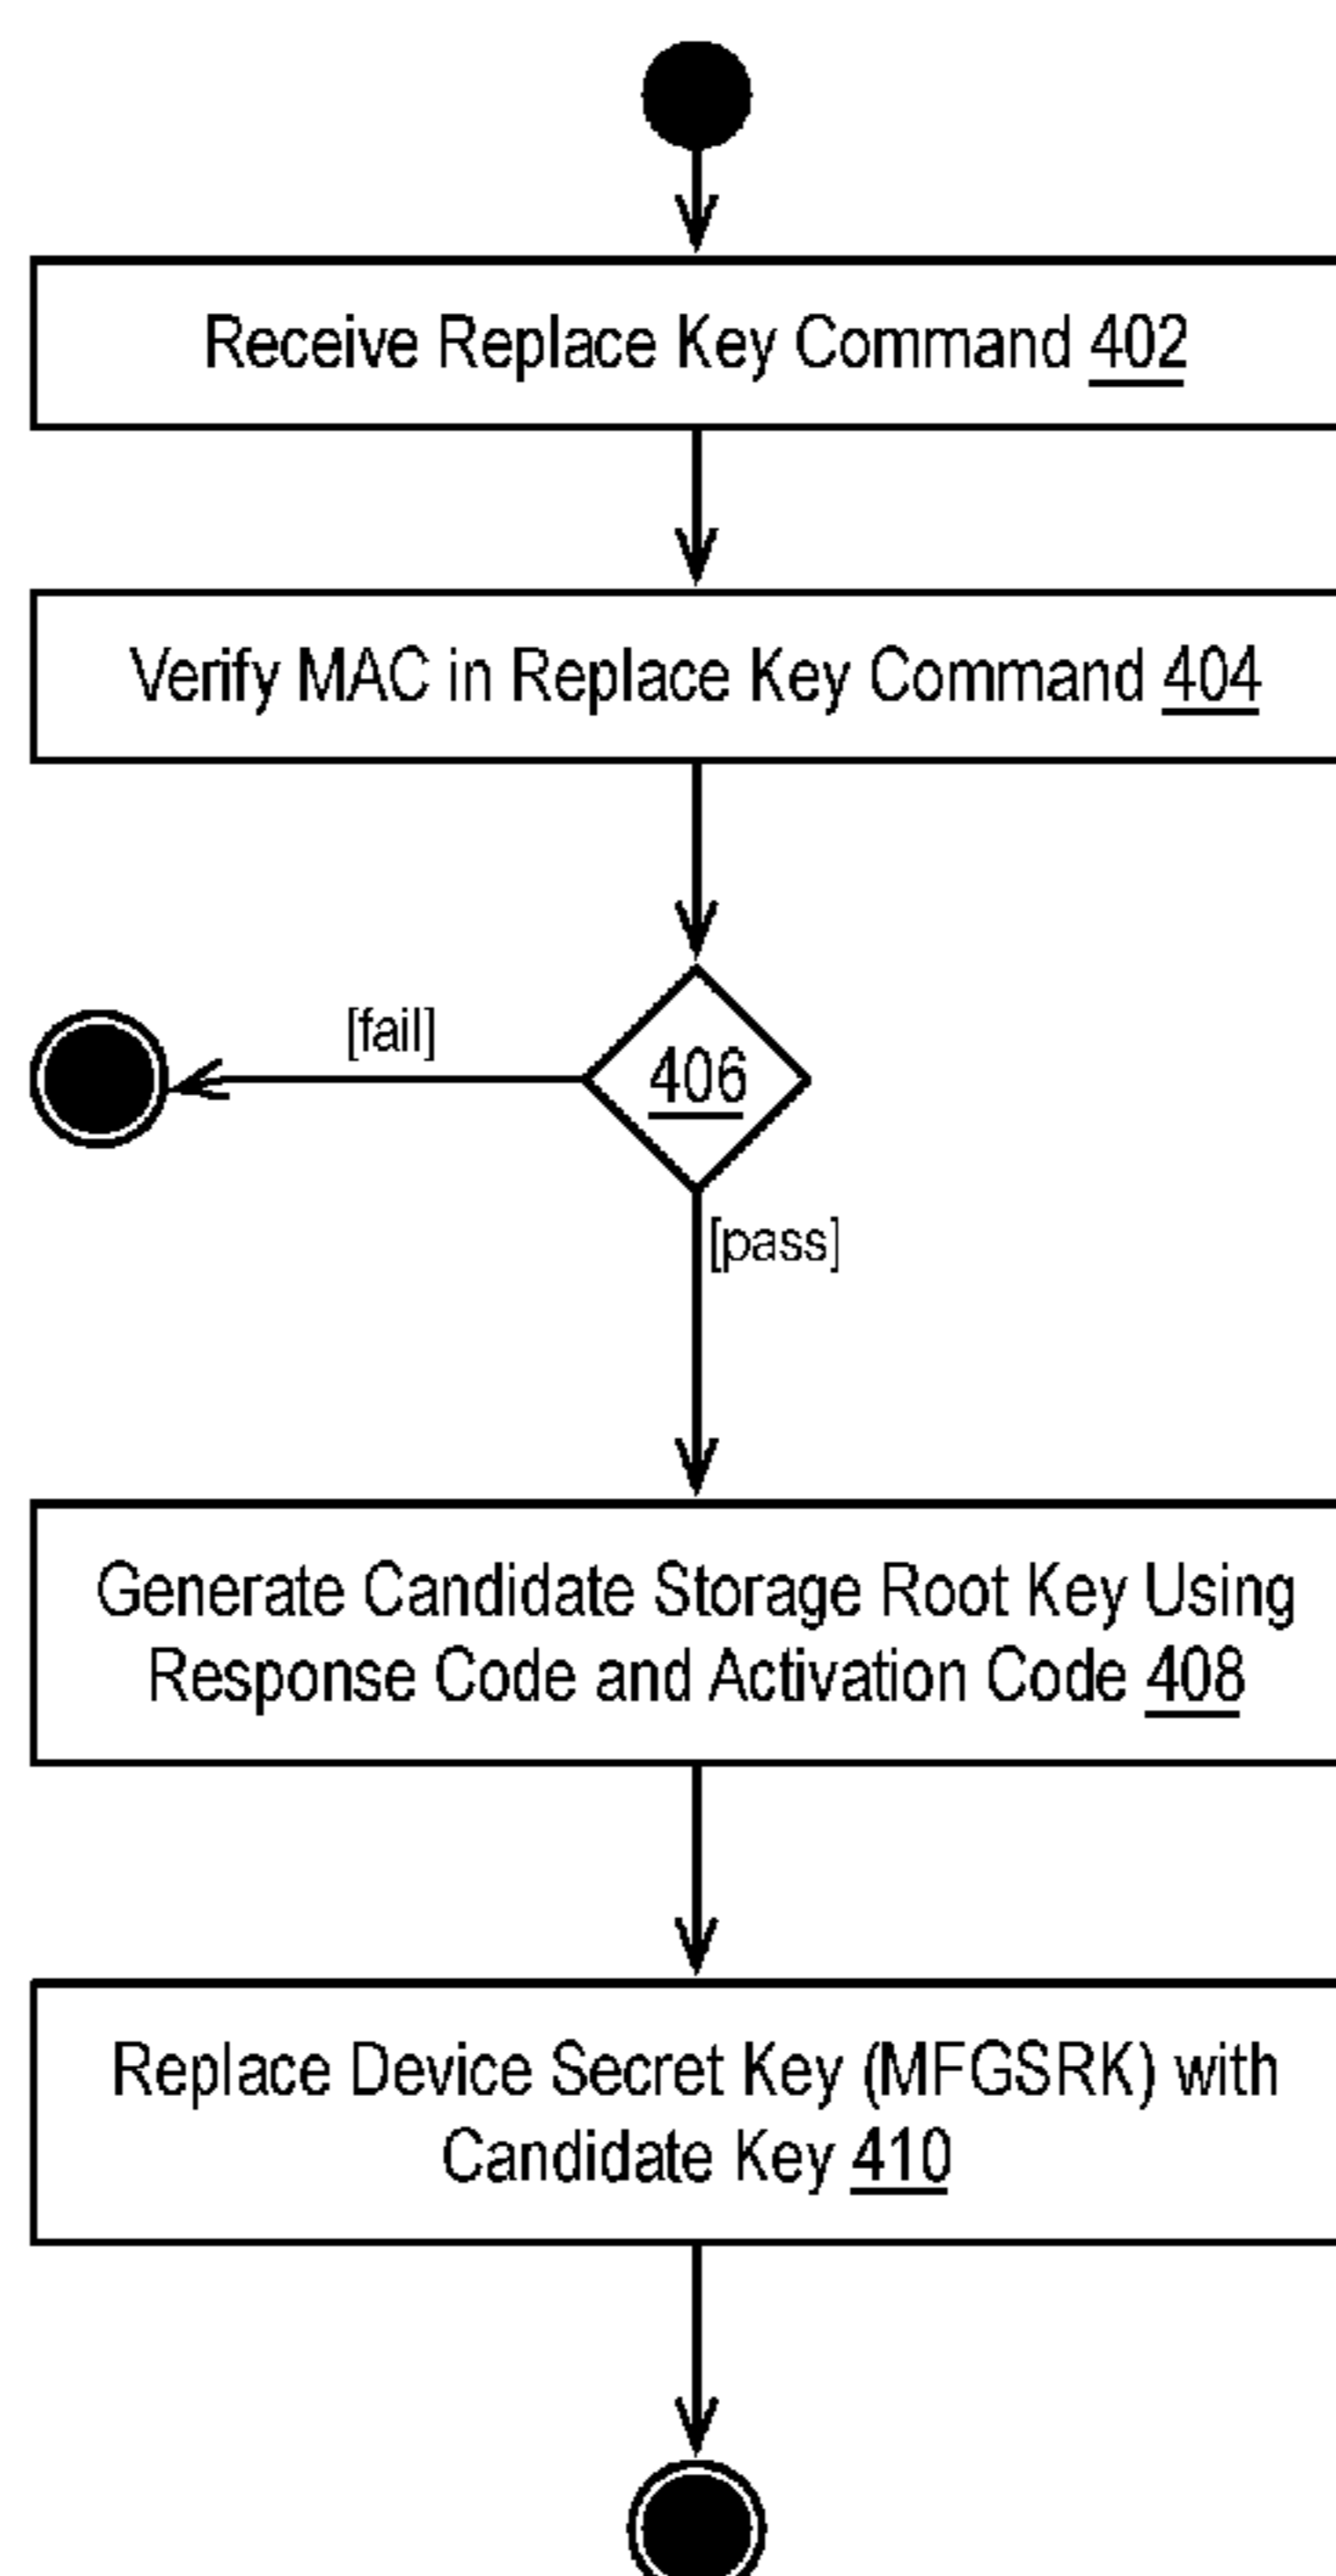 Receive Replace Key Command 402
Verify MAC in Replace Key Command 404
[fail]
406
[pass]
Generate Candidate Storage Root Key Using
Response Code and Activation Code 408
Replace Device Secret Key (MFGSRK) with
Candidate Key 410